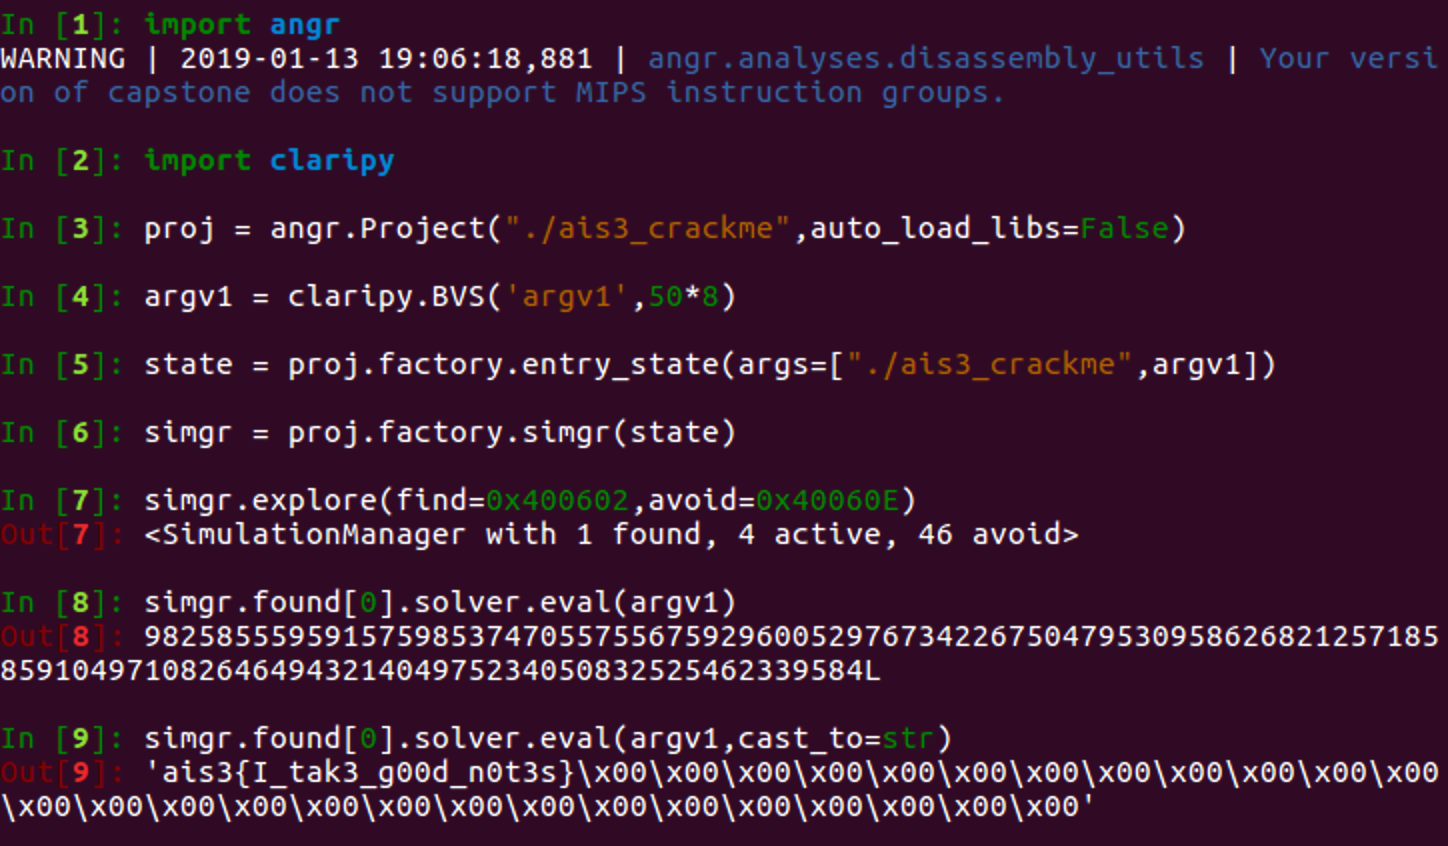 In [1]: import angr
WARNING | 2019-01-13 19:06:18,881 | angr.analyses.disassembly_utils | Your versi
on of capstone does not support MIPS instruction groups.
In [2]: import claripy
In [3]: proj = angr.Project("./ais3_crackme",auto_load_libs=False)
In [4]: argv1 = claripy.BVS('argv1',50*8)
In [5]: state = proj.factory.entry_state(args=["./ais3_crackme",argv1])
In [6]: simgr = proj.factory.simgr(state)
In [7]: simgr.explore(find=0x400602,avoid=0x40060E)
Out[7]: <SimulationManager with 1 found, 4 active, 46 avoid>
In [8]: simgr.found[0].solver.eval(argv1)
Out[8]: 982585559591575985374705575567592960052976734226750479530958626821257185
859104971082646494321404975234050832525462339584L
In [9]: simgr.found[0].solver.eval(argv1,cast_to=str)
Out[9]: 'ais3{I_tak3_g00d_n0t3s}\x00\x00\x00\x00\x00\x00\x00\x00\x00\x00\x00\x00
\x00\x00\x00\x00\x00\x00\x00\x00\x00\x00\x00\x00\x00\x00\x00'